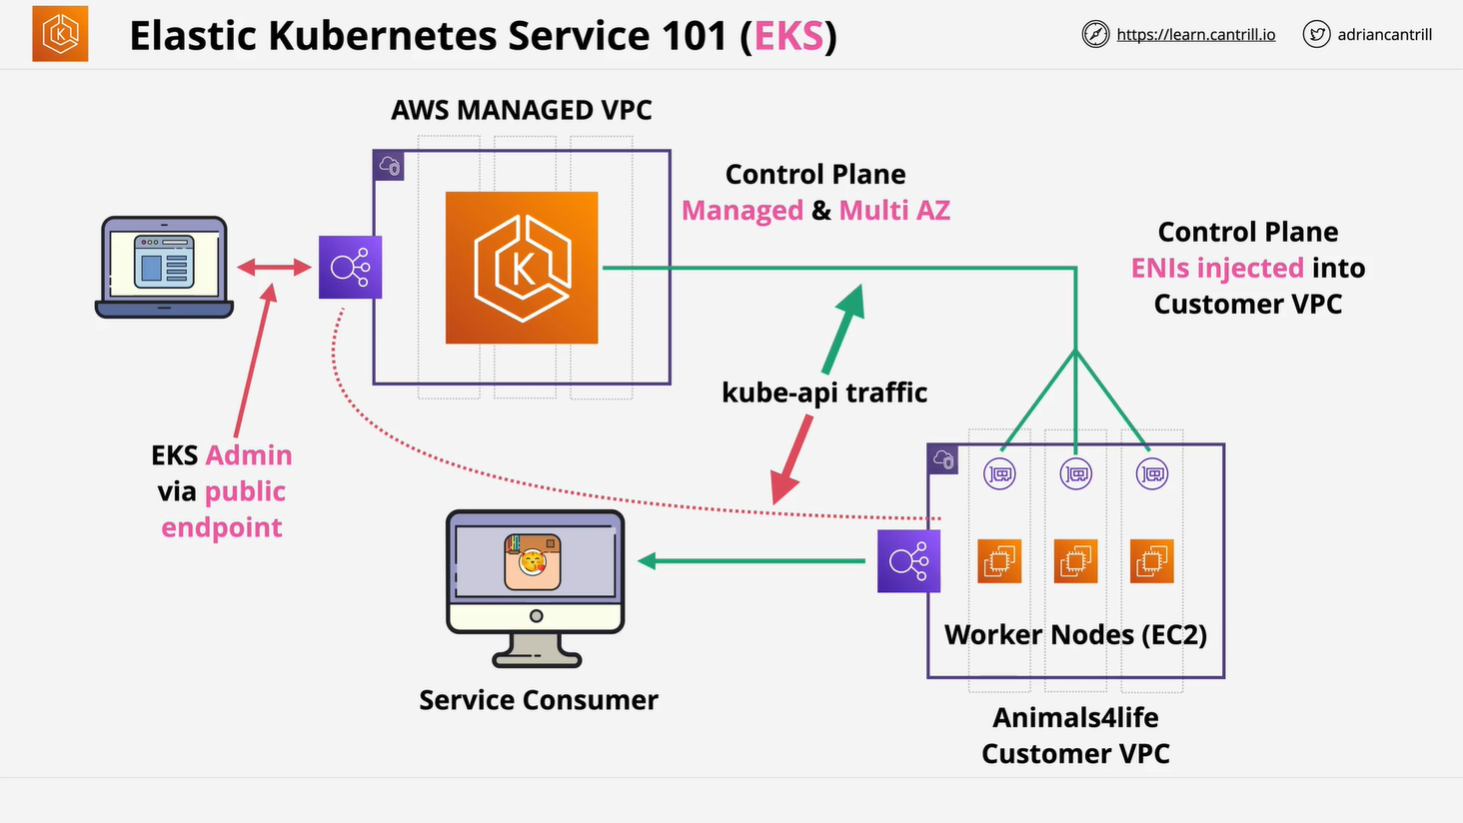 Elastic Kubernetes Service 101 (EKS)
https://learn.cantrill.io
adriancantrill
AWS MANAGED VPC
Control Plane
Managed & Multi AZ
Control Plane
ENIs injected into
Customer VPC
K
kube-api traffic
EKS Admin
via public
endpoint
Worker Nodes (EC2)
Service Consumer
Animals4life
Customer VPC